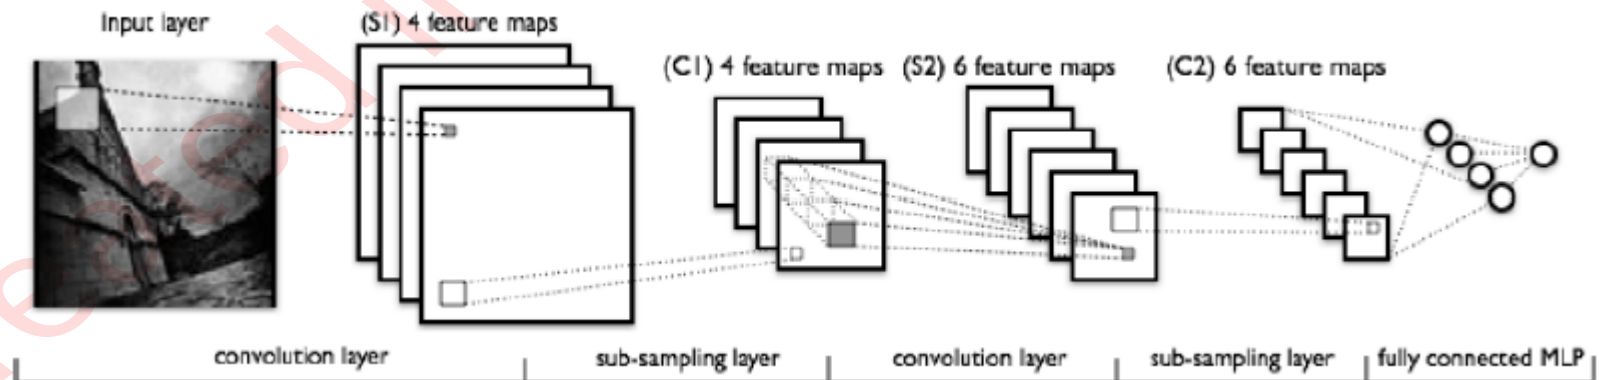 Input layer
(S1) 4 feature maps
(C1) 4 feature maps
(S2) 6 feature maps
(C2) 6 feature maps
convolution layer
sub-sampling layer
convolution layer
sub-sampling layer
fully connected MLP